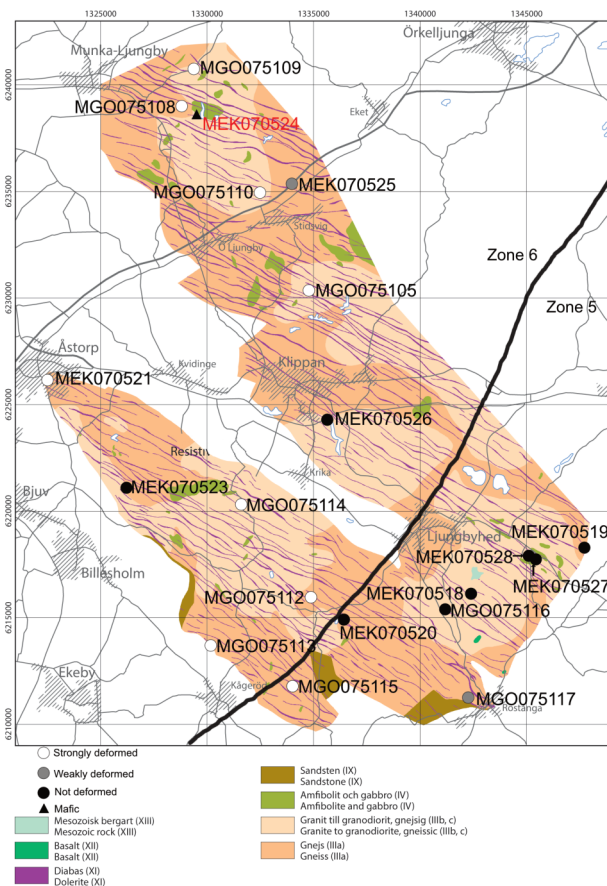 1325000
1330000
1335000
1340000
1345000
Örkelljunga
Munka-Ljungby
MGO075109
6240000
MGO075108
Eket
MEK070524
6235000
MEK070525
MGO075110
Stidsvig
Ö Ljungby
Zone 6
6230000
MGO075105
Zone 5
Åstorp
Kvidinge
Klippan
MEK070521
6225000
MEK070526
Resistiv
Krika
MEK070523
Bjuv
MGO075114
6220000
MEK070519
Ljungbyhed
MEK070528
Billesholm
MEK070527
MEK070518
MGO075112
MGO075116
6215000
MEK070520
MGO075113
Ekeby
Kågeröd
MGO075115
MGO075117
Röstånga
6210000
Strongly deformed
Weakly deformed
Not deformed
Mafic
Mesozoisk bergart (XIII)
Mesozoic rock (XIII)
Basalt (XII)
Basalt (XII)
Diabas (XI)
Dolerite (XI)
Sandsten (IX)
Sandstone (IX)
Amfibolit och gabbro (IV)
Amfibolite and gabbro (IV)
Granit till granodiorit, gnejsig (IIIb, c)
Granite to granodiorite, gneissic (IIIb, c)
Gnejs (IIIa)
Gneiss (IIIa)